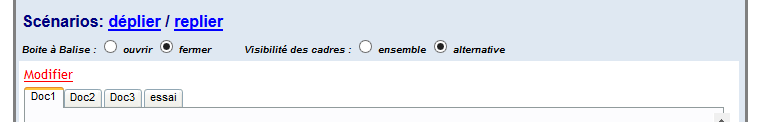 Scénarios: déplier / replier
Boite à Balise : ouvrir fermer Visibilité des cadres : ensemble alternative
Modifier
Doc1 Doc2 Doc3 essai